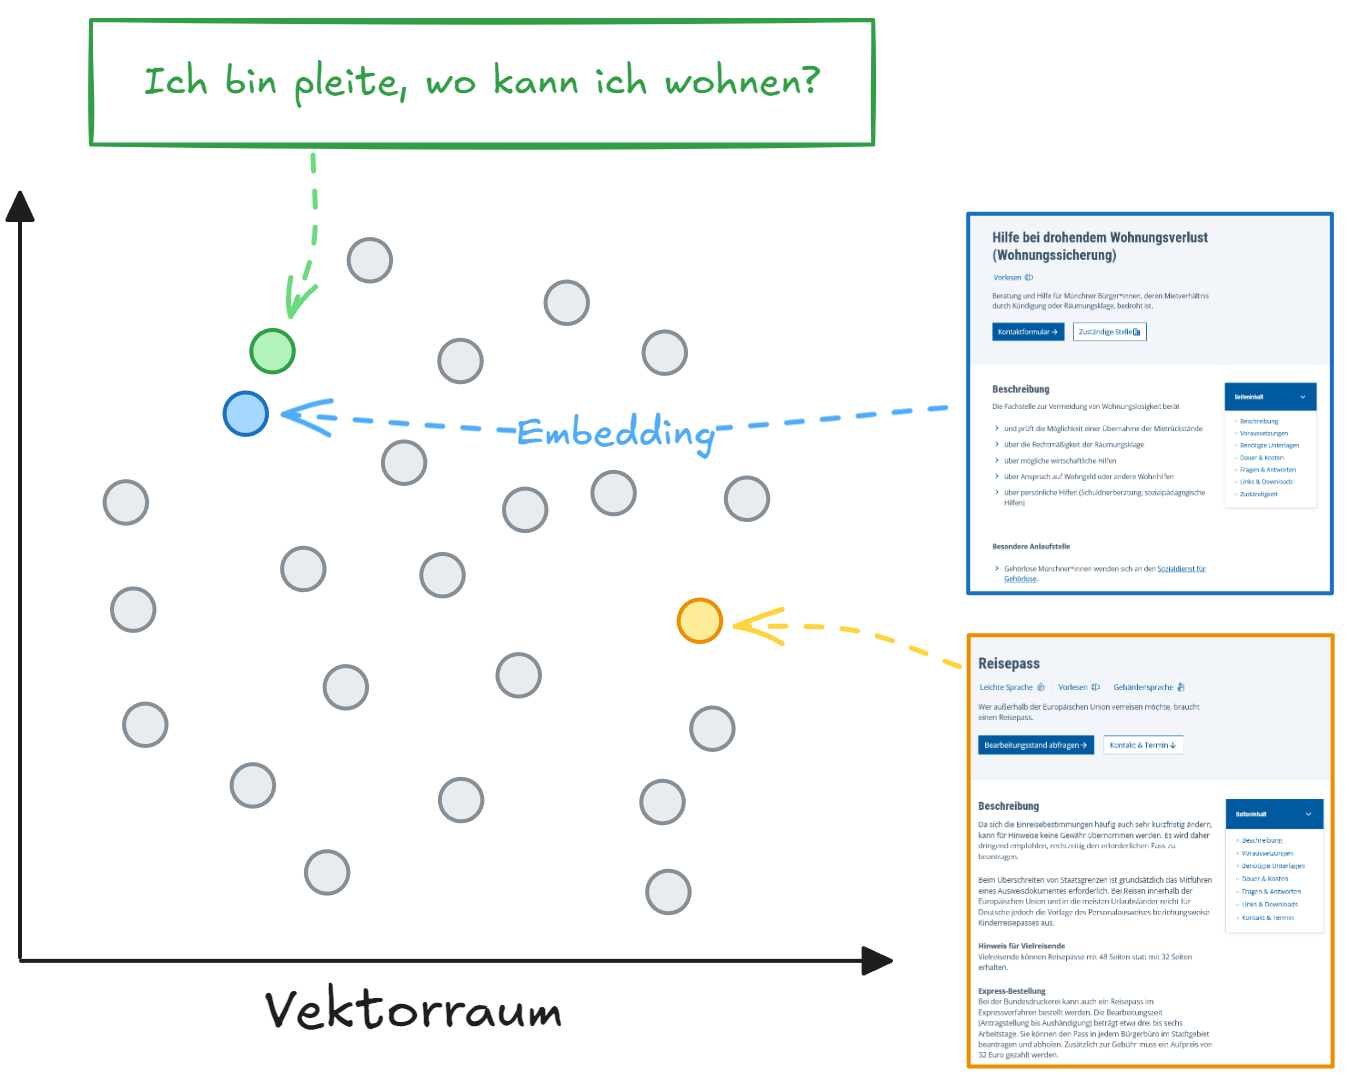 Ich bin pleite, wo kann ich wohnen?
Embedding
Vektorraum
Hilfe bei drohendem Wohnungsverlust
(Wohnungssicherung)
Vorlesen
Beratung und Hilfe für Münchner Bürger*innen, deren Mietverhältnis
durch Kündigung oder Räumungsklage, bedroht ist.
Kontaktformular
Zuständige Stelle
Beschreibung
Die Fachstelle zur Vermeidung von Wohnungslosigkeit berät
und prüft die Möglichkeit einer Übernahme der Mietrückstände
über die Rechtmäßigkeit der Räumungsklage
über mögliche wirtschaftliche Hilfen
über Anspruch auf Wohngeld oder andere Wohnhilfen
über persönliche Hilfen (Schuldnerberatung, sozialpädagogische
Hilfen)
Besondere Anlaufstelle
Gehörlose Münchner*innen wenden sich an den Sozialdienst für
Gehörlose.
Seiteninhalt
Beschreibung
Voraussetzungen
Benötigte Unterlagen
Dauer & Kosten
Fragen & Antworten
Links & Downloads
Zuständigkeit
Reisepass
Leichte Sprache
Vorlesen
Gebärdensprache
Wer außerhalb der Europäischen Union verreisen möchte, braucht
einen Reisepass.
Bearbeitungsstand abfragen
Kontakt & Termin
Beschreibung
Da sich die Einreisebestimmungen häufig auch sehr kurzfristig ändern,
kann für Hinweise keine Gewähr übernommen werden. Es wird daher
dringend empfohlen, rechtzeitig den erforderlichen Pass zu
beantragen.
Beim Überschreiten von Staatsgrenzen ist grundsätzlich das Mitführen
eines Ausweisdokumentes erforderlich. Bei Reisen innerhalb der
Europäischen Union und in die meisten Urlaubsländer reicht für
Deutsche jedoch die Vorlage des Personalausweises beziehungsweise
Kinderreisepasses aus.
Hinweis für Vielreisende
Vielreisende können Reisepässe mit 48 Seiten statt mit 32 Seiten
erhalten.
Express-Bestellung
Bei der Bundesdruckerei kann auch ein Reisepass im
Expressverfahren bestellt werden. Die Bearbeitungszeit
(Antragstellung bis Aushändigung) beträgt etwa drei bis sechs
Arbeitstage. Sie können den Pass in jedem Bürgerbüro im Stadtgebiet
beantragen und abholen. Zusätzlich zur Gebühr muss ein Aufpreis von
32 Euro gezahlt werden.
Seiteninhalt
Beschreibung
Voraussetzungen
Benötigte Unterlagen
Dauer & Kosten
Fragen & Antworten
Links & Downloads
Kontakt & Termin